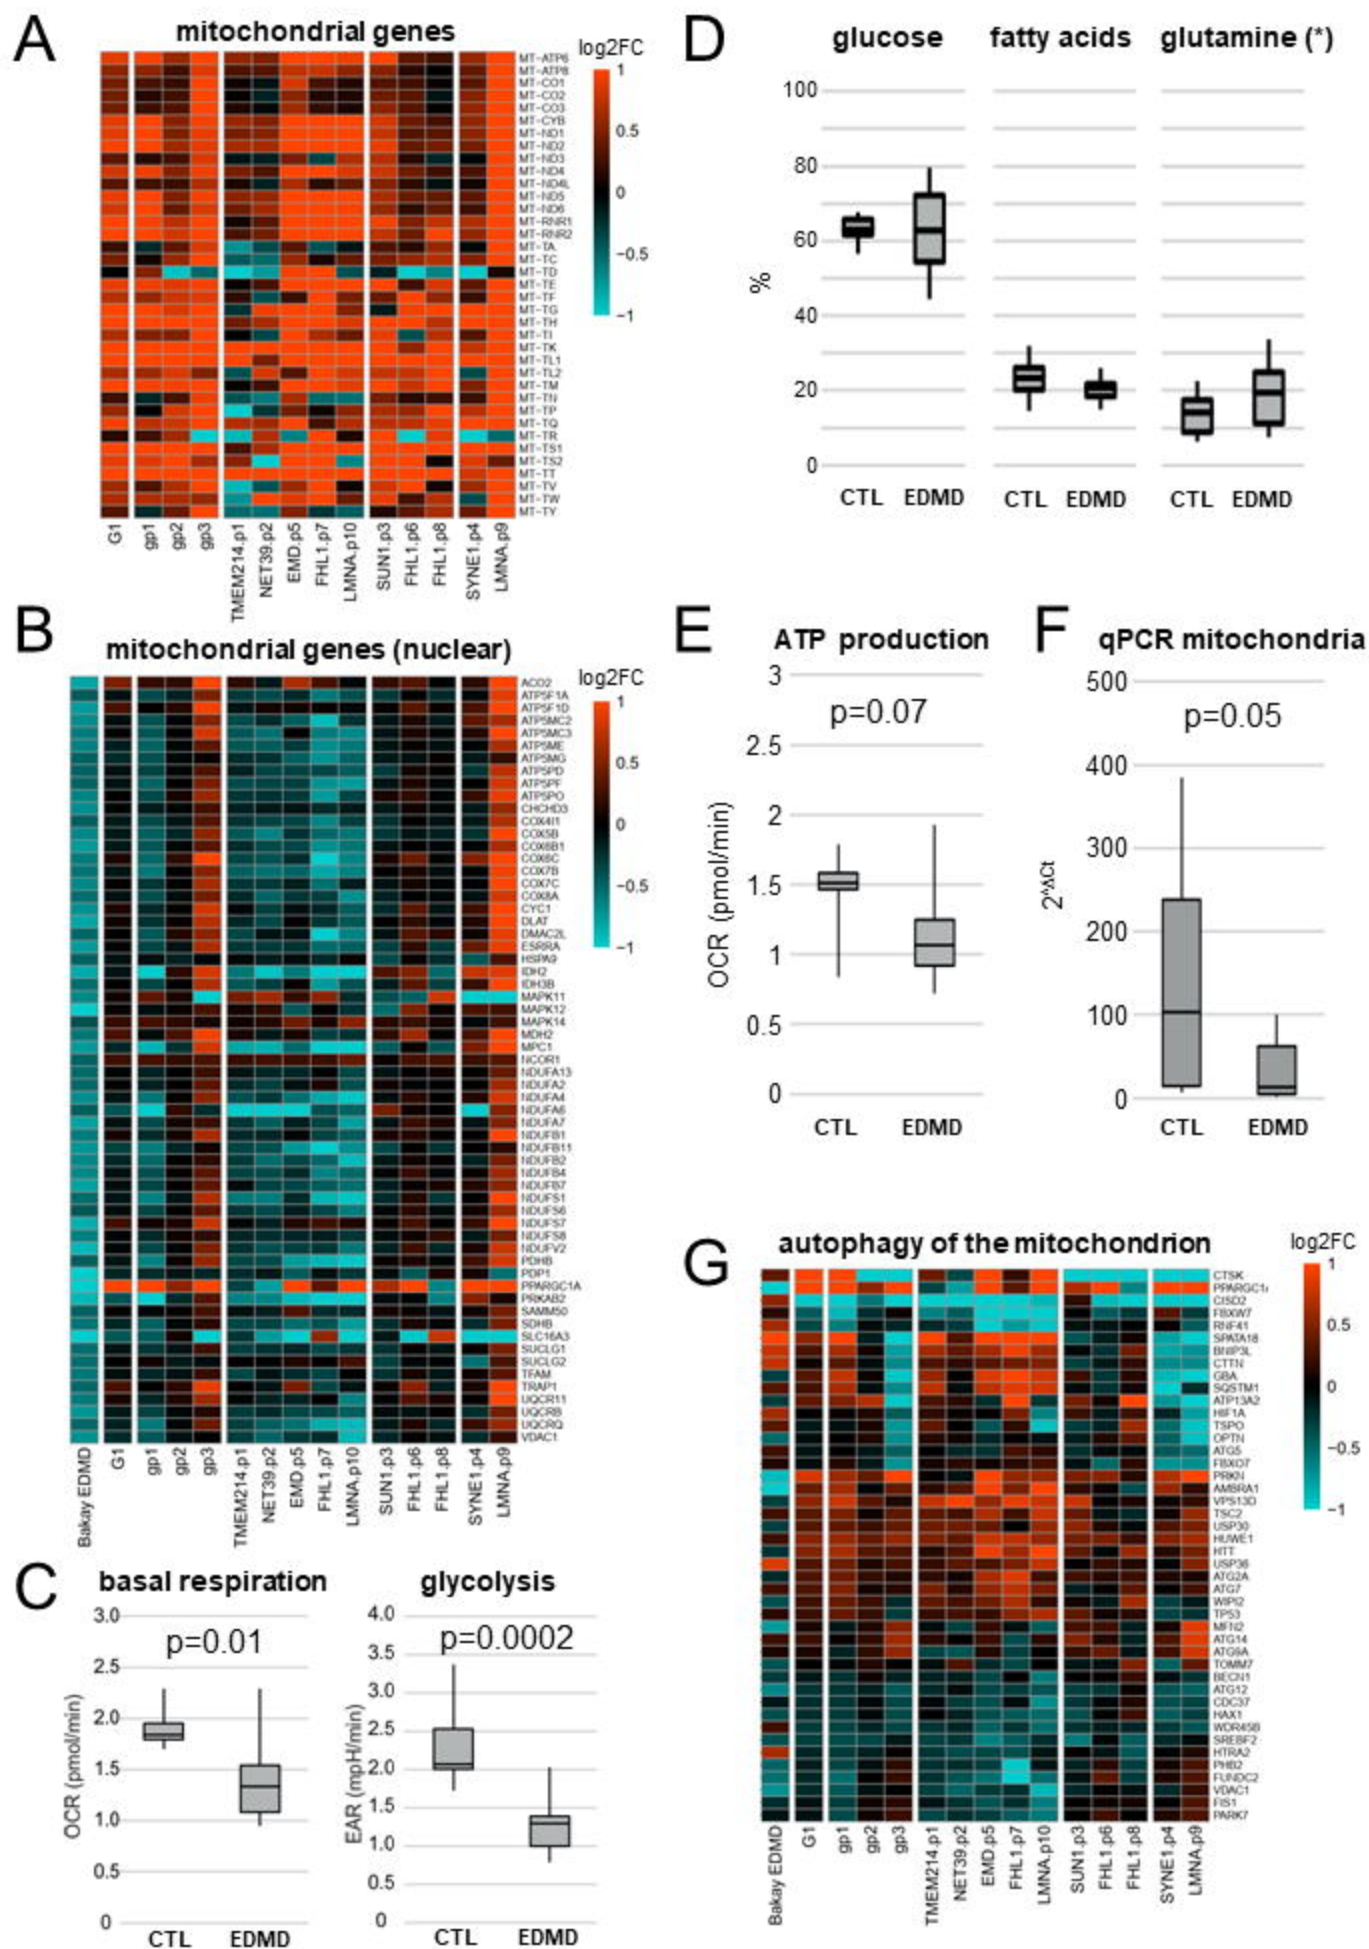 A
mitochondrial genes
log2FC
1
0.5
0
−0.5
−1
MT−ATP6
MT−ATP8
MT−CO1
MT−CO2
MT−CO3
MT−CYB
MT−ND1
MT−ND2
MT−ND3
MT−ND4
MT−ND4L
MT−ND5
MT−ND6
MT−RNR1
MT−RNR2
MT−TA
MT−TC
MT−TD
MT−TE
MT−TF
MT−TG
MT−TH
MT−TI
MT−TK
MT−TL1
MT−TL2
MT−TM
MT−TN
MT−TP
MT−TQ
MT−TR
MT−TS1
MT−TS2
MT−TT
MT−TV
MT−TW
MT−TY
G1
gp1
gp2
gp3
TMEM214.p1
NET39.p2
EMD.p5
FHL1.p7
LMNA.p10
SUN1.p3
FHL1.p6
FHL1.p8
SYNE1.p4
LMNA.p9
B
mitochondrial genes (nuclear)
log2FC
1
0.5
0
−0.5
−1
ACO2
ATP5F1A
ATP5F1D
ATP5MC2
ATP5MC3
ATP5ME
ATP5MG
ATP5PD
ATP5PF
ATP5PO
CHCHD3
COX4I1
COX5B
COX6B1
COX6C
COX7B
COX7C
COX8A
CYC1
DLAT
DMAC2L
ESRRA
HSPA9
IDH2
IDH3B
MAPK11
MAPK12
MAPK14
MDH2
MPC1
NCOR1
NDUFA13
NDUFA2
NDUFA4
NDUFA6
NDUFA7
NDUFB1
NDUFB11
NDUFB2
NDUFB4
NDUFB7
NDUFS1
NDUFS6
NDUFS7
NDUFS8
NDUFV2
PDHB
PDP1
PPARGC1A
PRKAB2
SAMM50
SDHB
SLC16A3
SUCLG1
SUCLG2
TFAM
TRAP1
UQCR11
UQCRB
UQCRQ
VDAC1
Bakay EDMD
G1
gp1
gp2
gp3
TMEM214.p1
NET39.p2
EMD.p5
FHL1.p7
LMNA.p10
SUN1.p3
FHL1.p6
FHL1.p8
SYNE1.p4
LMNA.p9
C
basal respiration
p=0.01
OCR (pmol/min)
3.0
2.5
2.0
1.5
1.0
0.5
0
CTL EDMD
glycolysis
p=0.0002
EAR (mpH/min)
4.0
3.5
3.0
2.5
2.0
1.5
1.0
0.5
0
CTL EDMD
D
glucose fatty acids glutamine (*)
%
100
80
60
40
20
0
CTL EDMD CTL EDMD CTL EDMD
E
ATP production
p=0.07
OCR (pmol/min)
3
2.5
2
1.5
1
0.5
0
CTL EDMD
F
qPCR mitochondria
p=0.05
2^ΔCt
500
400
300
200
100
0
CTL EDMD
G
autophagy of the mitochondrion
log2FC
1
0.5
0
−0.5
−1
CTSK
PPARGC1
CISD2
FBXW7
RNF41
SPATA18
BNIP3L
CTTN
GBA
SQSTM1
ATP13A2
HIF1A
TSPO
OPTN
ATG5
FBXO7
PRKN
AMBRA1
VPS13D
TSC2
USP30
HUWE1
HTT
USP36
ATG2A
ATG7
WIPI2
TP53
MFN2
ATG14
ATG9A
TOMM7
BECN1
ATG12
CDC37
HAX1
WDR45B
SREBF2
HTRA2
PHB2
FUNDC2
VDAC1
FIS1
PARK7
Bakay EDMD
G1
gp1
gp2
gp3
TMEM214.p1
NET39.p2
EMD.p5
FHL1.p7
LMNA.p10
SUN1.p3
FHL1.p6
FHL1.p8
SYNE1.p4
LMNA.p9